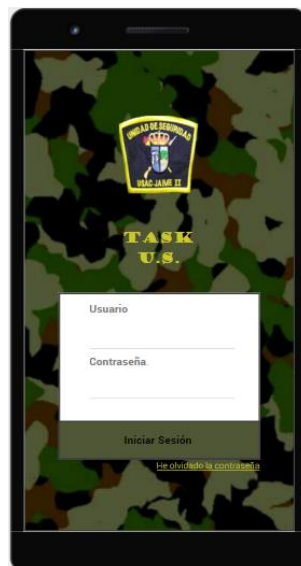 UNIDAD DE SEGURIDAD
USAC JAIME II
TASK
U.S.
Usuario
Contraseña.
Iniciar Sesión
He olvidado la contraseña